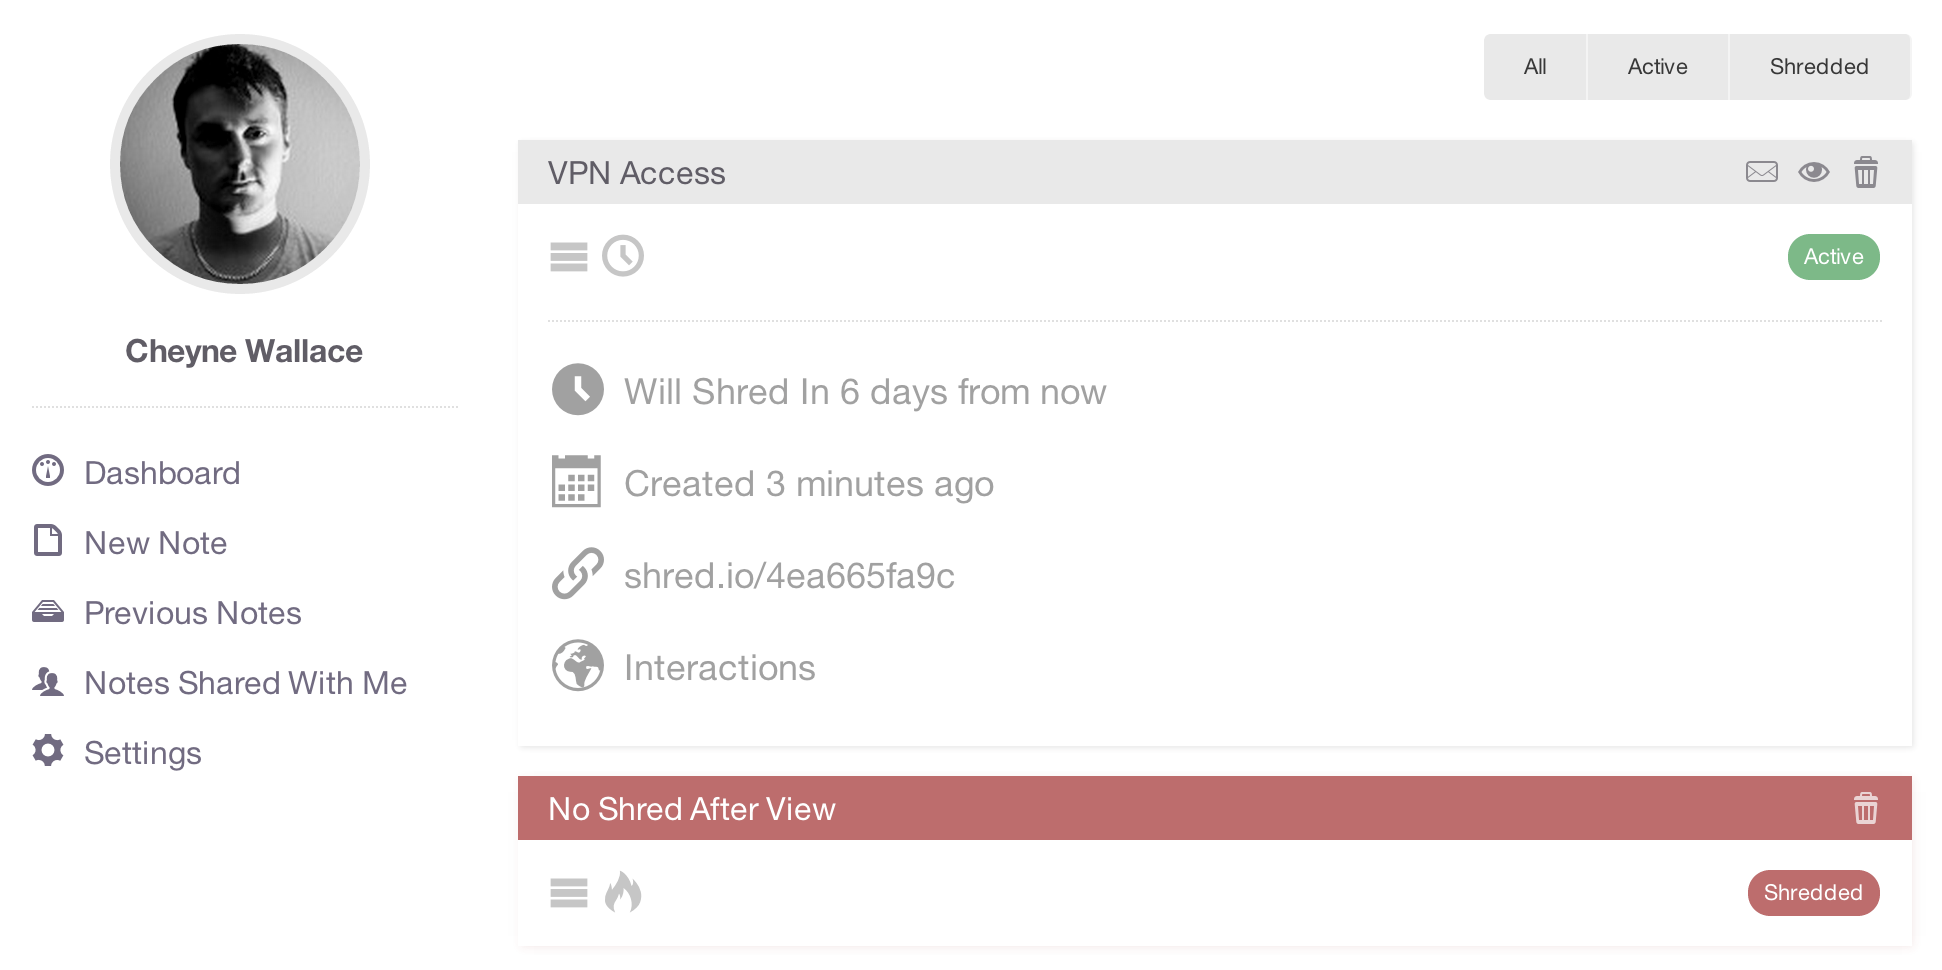 Cheyne Wallace
Dashboard
New Note
Previous Notes
Notes Shared With Me
Settings
All
Active
Shredded
VPN Access
Active
Will Shred In 6 days from now
Created 3 minutes ago
shred.io/4ea665fa9c
Interactions
No Shred After View
Shredded